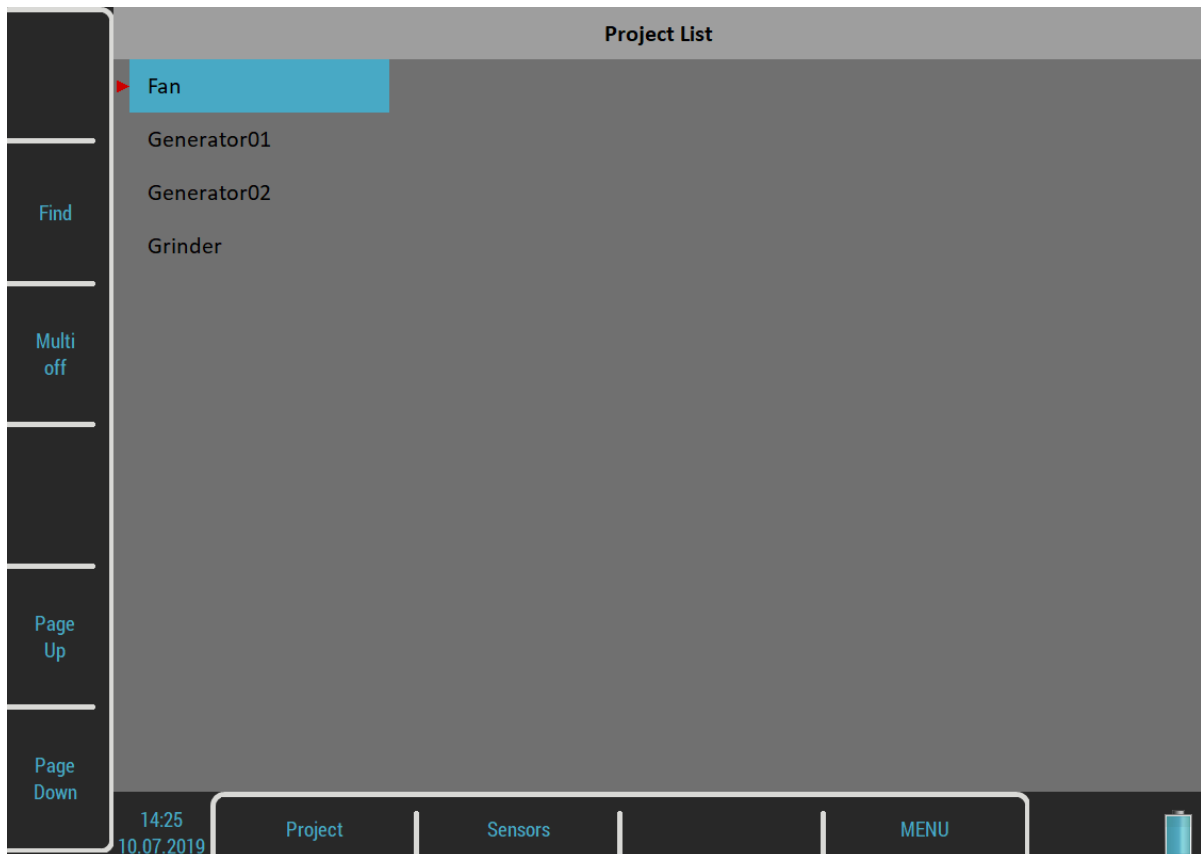 Project List
Fan
Generator01
Generator02
Grinder
Find
Multi
off
Page
Up
Page
Down
14:25
10.07.2019
Project
Sensors
MENU